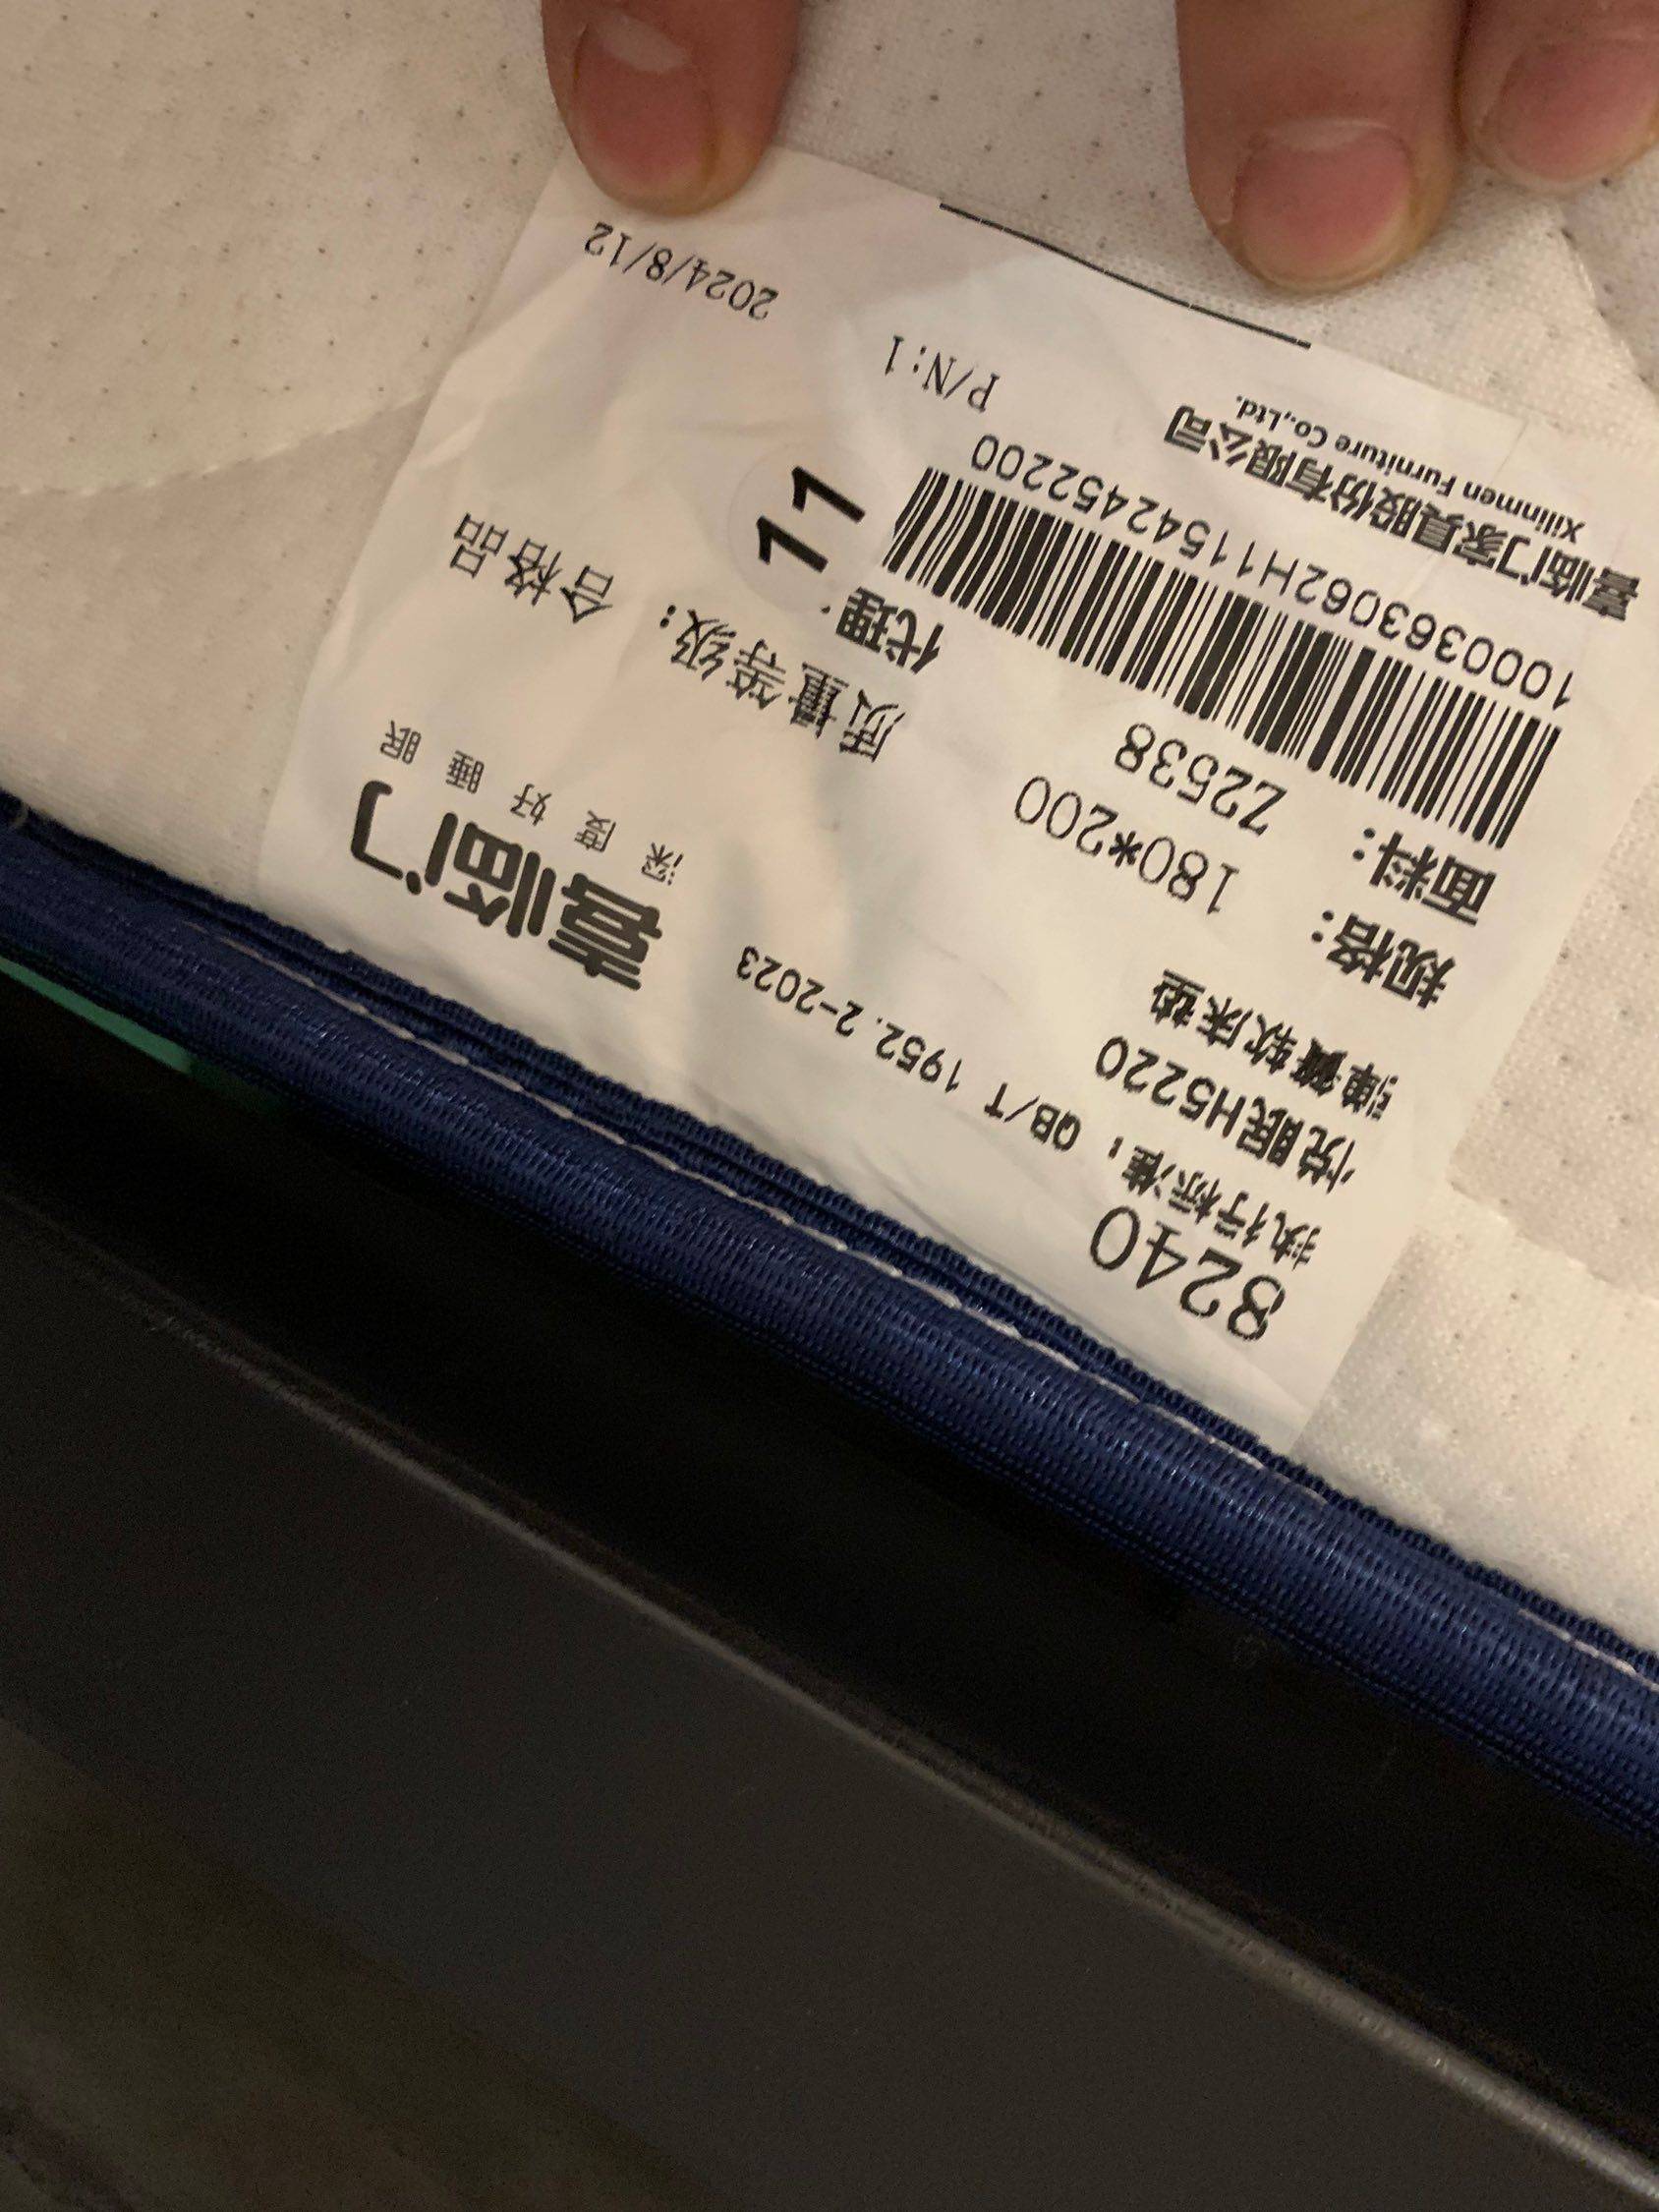 8240
喜临门
深度好睡眠
执行标准: QB/T 1952.2-2023
悦眠H5220
弹簧软床垫
规格: 180*200
质量等级: 合格品
面料: Z2538
代理 11
1000363062H11542452200
P/N:1
2024/8/12
喜临门家具股份有限公司
Xilinmen Furniture Co.,Ltd.